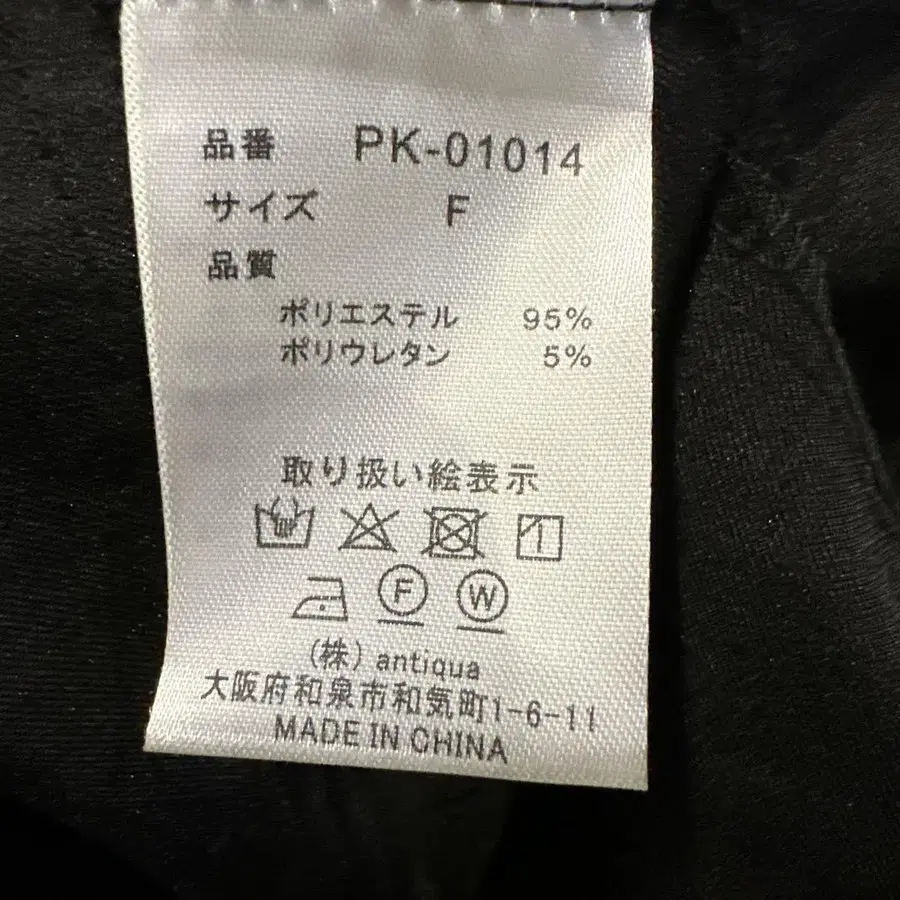 品番 PK-01014
サイズ F
品質
ポリエステル 95%
ポリウレタン 5%
取り扱い絵表示
F W
(株) antiqua
大阪府和泉市和気町1-6-11
MADE IN CHINA